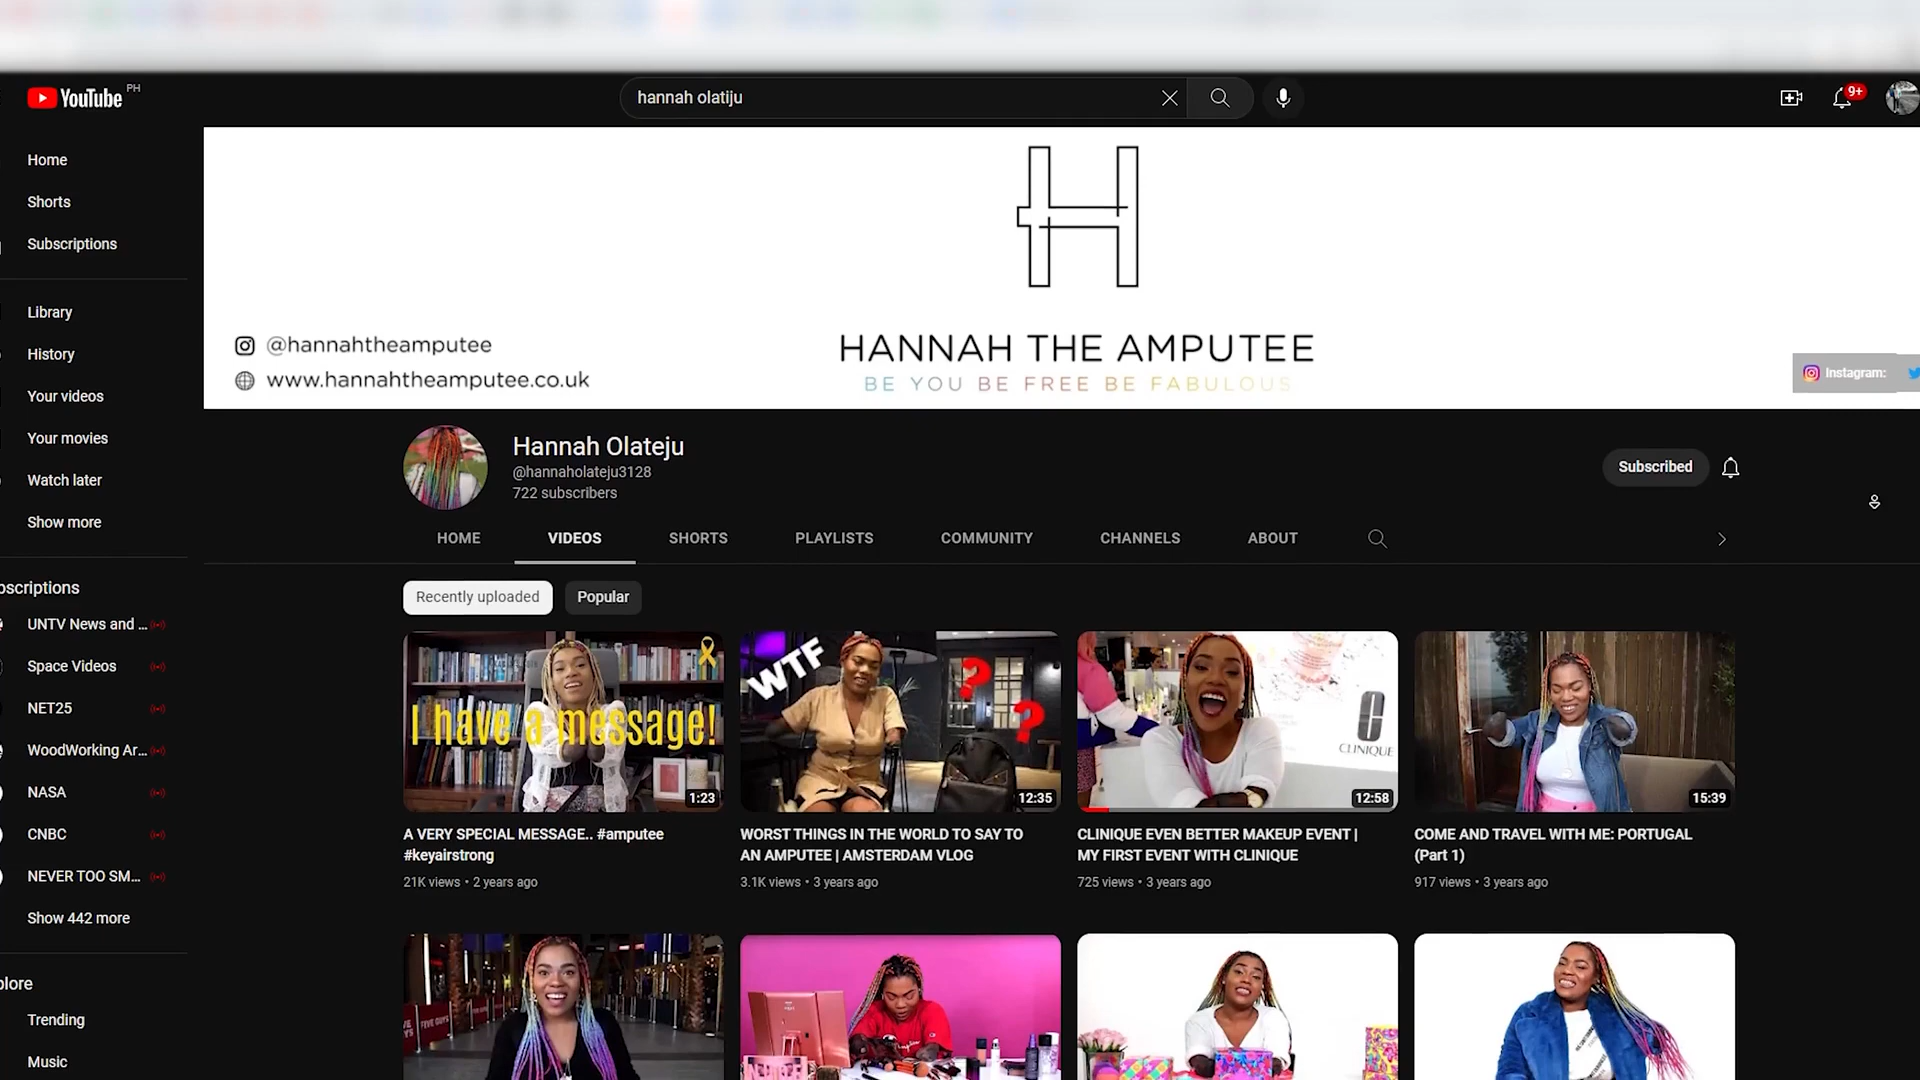 YouTube PH
hannah olatiju
9+
Home
Shorts
Subscriptions
Library
History
Your videos
Your movies
Watch later
Show more
bscriptions
UNTV News and ...
Space Videos
NET25
WoodWorking Ar...
NASA
CNBC
NEVER TOO SM...
Show 442 more
plore
Trending
Music
H
@hannahtheamputee
www.hannahtheamputee.co.uk
HANNAH THE AMPUTEE
BE YOU BE FREE BE FABULOUS
Instagram:
Hannah Olateju
@hannaholateju3128
722 subscribers
Subscribed
HOME VIDEOS SHORTS PLAYLISTS COMMUNITY CHANNELS ABOUT
Recently uploaded Popular
I have a message!
1:23
A VERY SPECIAL MESSAGE.. #amputee
#keyairstrong
21K views • 2 years ago
WTF
? ?
12:35
WORST THINGS IN THE WORLD TO SAY TO
AN AMPUTEE | AMSTERDAM VLOG
3.1K views • 3 years ago
CLINIQUE
12:58
CLINIQUE EVEN BETTER MAKEUP EVENT |
MY FIRST EVENT WITH CLINIQUE
725 views • 3 years ago
15:39
COME AND TRAVEL WITH ME: PORTUGAL
(Part 1)
917 views • 3 years ago
FIVE GUYS